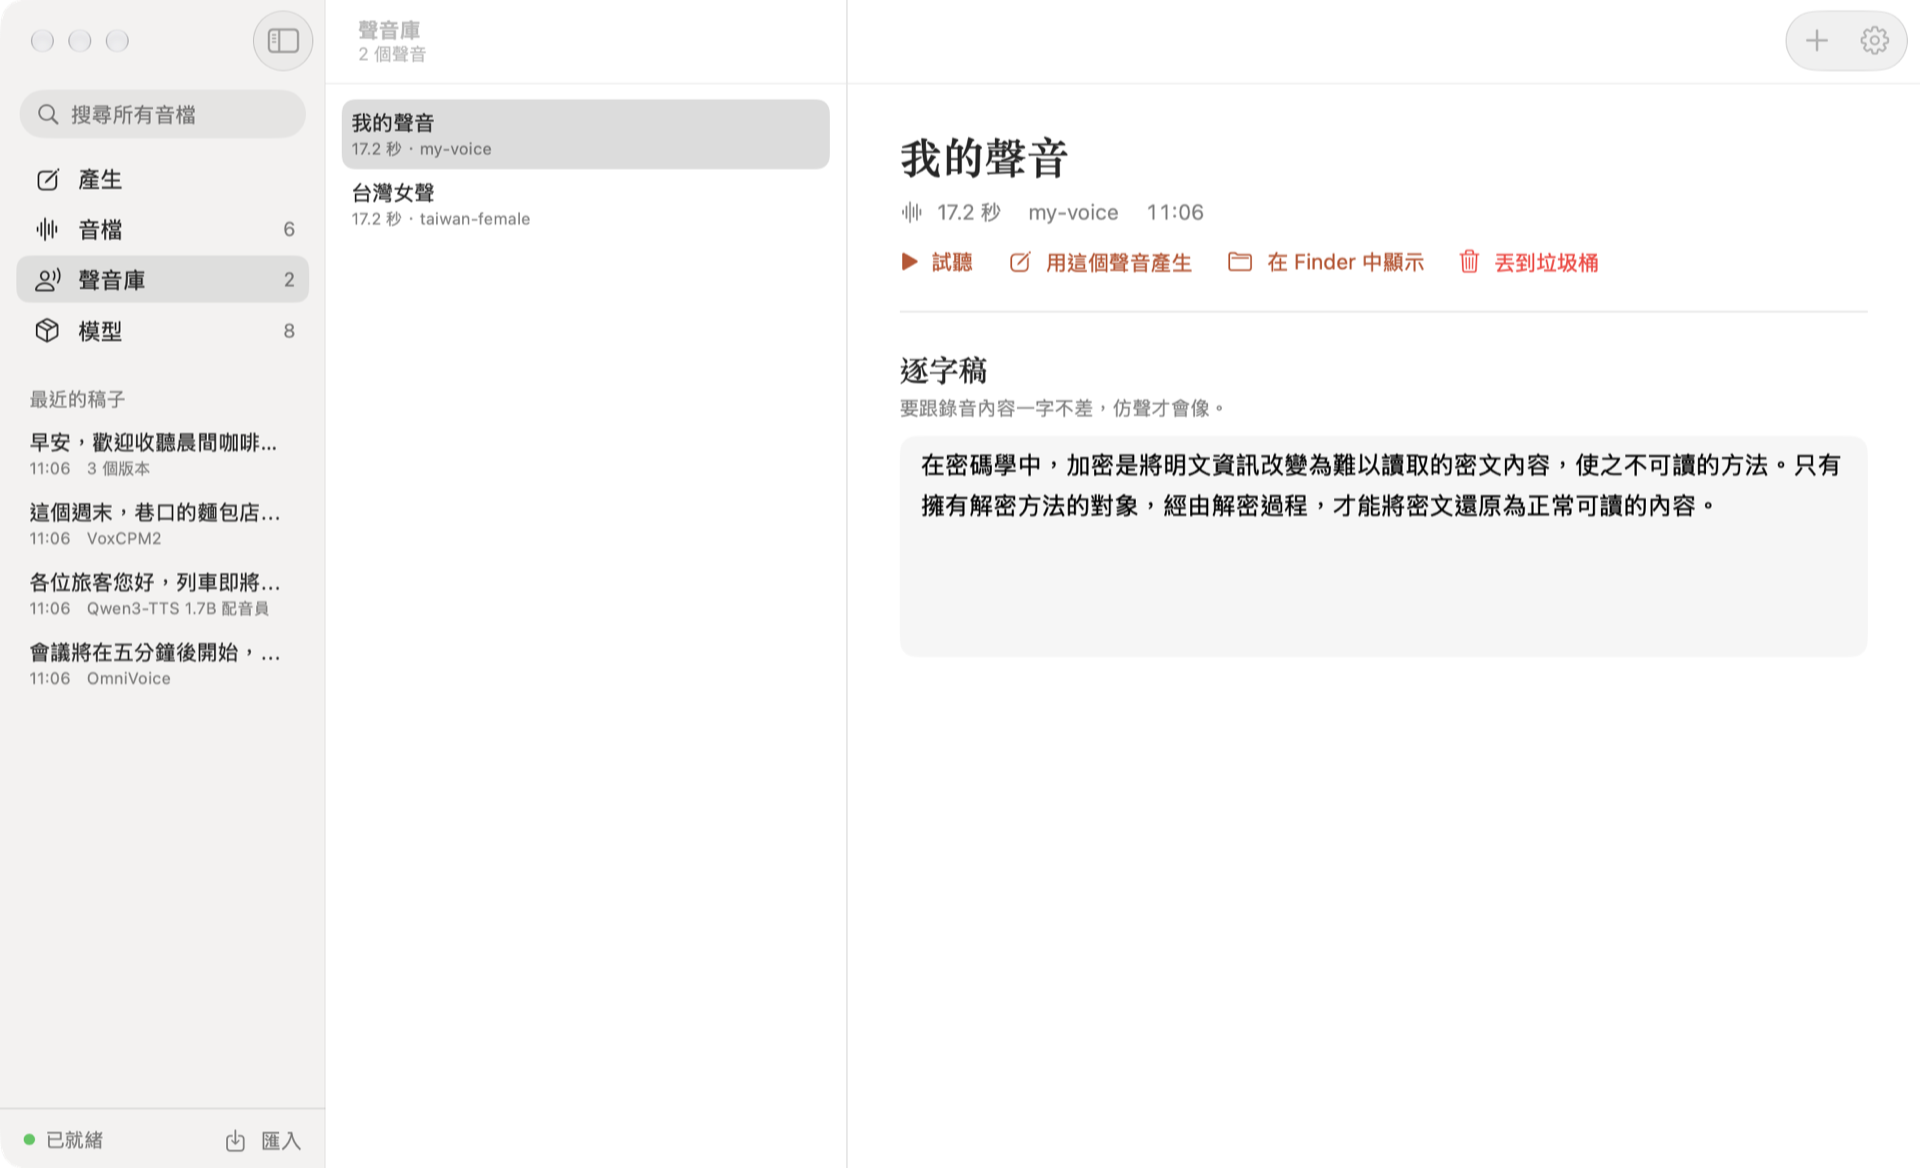 搜尋所有音檔
產生
音檔 6
聲音庫 2
模型 8
最近的稿子
早安，歡迎收聽晨間咖啡...
11:06 3 個版本
這個週末，巷口的麵包店...
11:06 VoxCPM2
各位旅客您好，列車即將...
11:06 Qwen3-TTS 1.7B 配音員
會議將在五分鐘後開始，...
11:06 OmniVoice
已就緒
匯入
聲音庫
2 個聲音
我的聲音
17.2 秒 · my-voice
台灣女聲
17.2 秒 · taiwan-female
我的聲音
17.2 秒 my-voice 11:06
試聽 用這個聲音產生 在 Finder 中顯示 丟到垃圾桶
逐字稿
要跟錄音內容一字不差，仿聲才會像。
在密碼學中，加密是將明文資訊改變為難以讀取的密文內容，使之不可讀的方法。只有
擁有解密方法的對象，經由解密過程，才能將密文還原為正常可讀的內容。